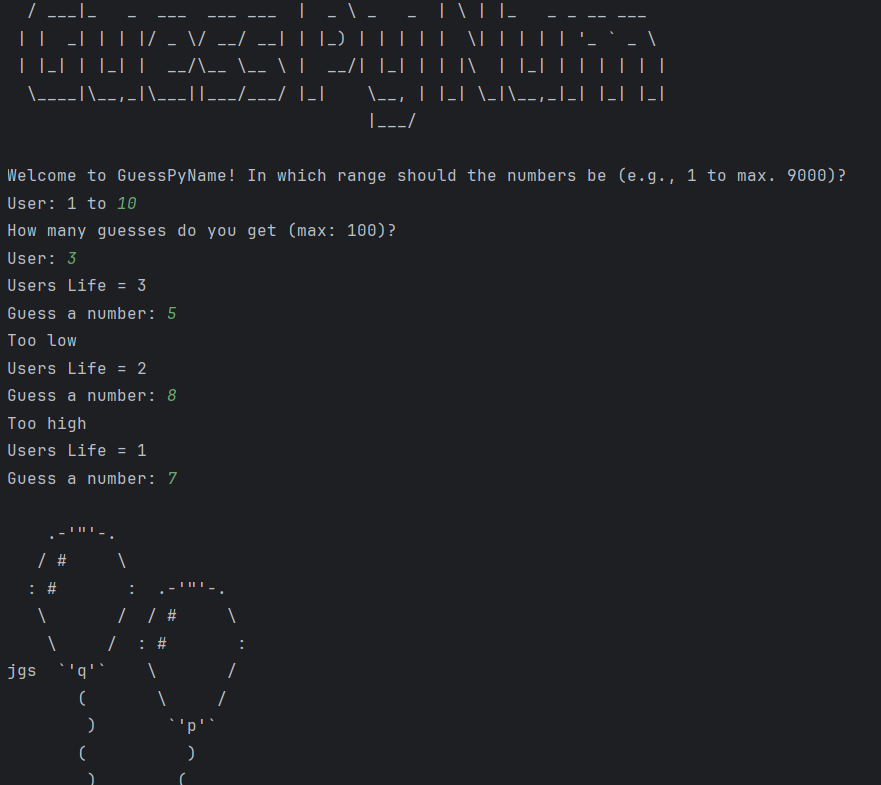 / ___|_   _  ___  ___ ___  |  _ \ _   _  | \ | |_   _ _ __ ___
 | |  _| | | |/ _ \/ __/ __| | |_) | | | | |  \| | | | | '_ ` _ \
 | |_| | |_| |  __/\__ \__ \ |  __/| |_| | | |\  | |_| | | | | | |
  \____|\__,_|\___||___/___/ |_|    \__, | |_| \_|\__,_|_| |_| |_|
                                    |___/
Welcome to GuessPyName! In which range should the numbers be (e.g., 1 to max. 9000)?
User: 1 to 10
How many guesses do you get (max: 100)?
User: 3
Users Life = 3
Guess a number: 5
Too low
Users Life = 2
Guess a number: 8
Too high
Users Life = 1
Guess a number: 7
    .-'"'-.
   / #     \
  : #       :  .-'"'-.
   \       /  / #     \
    \     /  : #       :
jgs  `'q'`    \       /
       (       \     /
        )       `'p'`
       (          )
        )        (